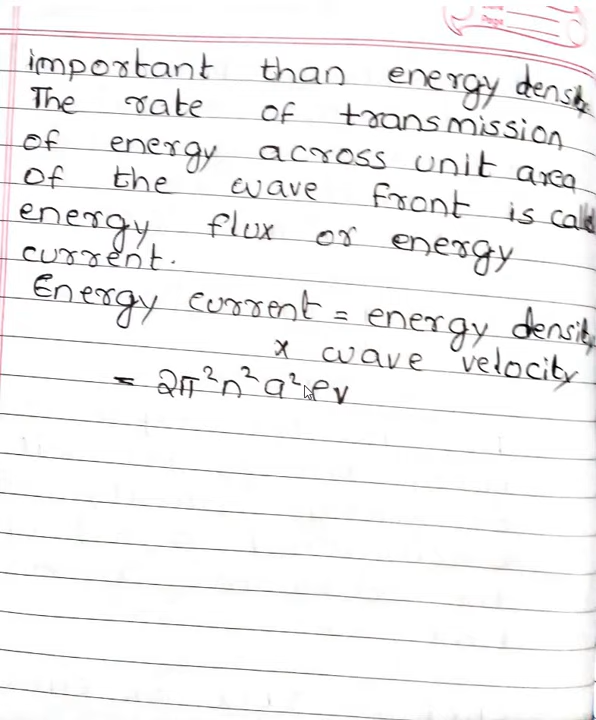 Page
important than energy density
The rate of transmission
of energy across unit area
of the wave front is called
energy flux or energy
current.
Energy current = energy density
x wave velocity
= 2π²n²a²ρv